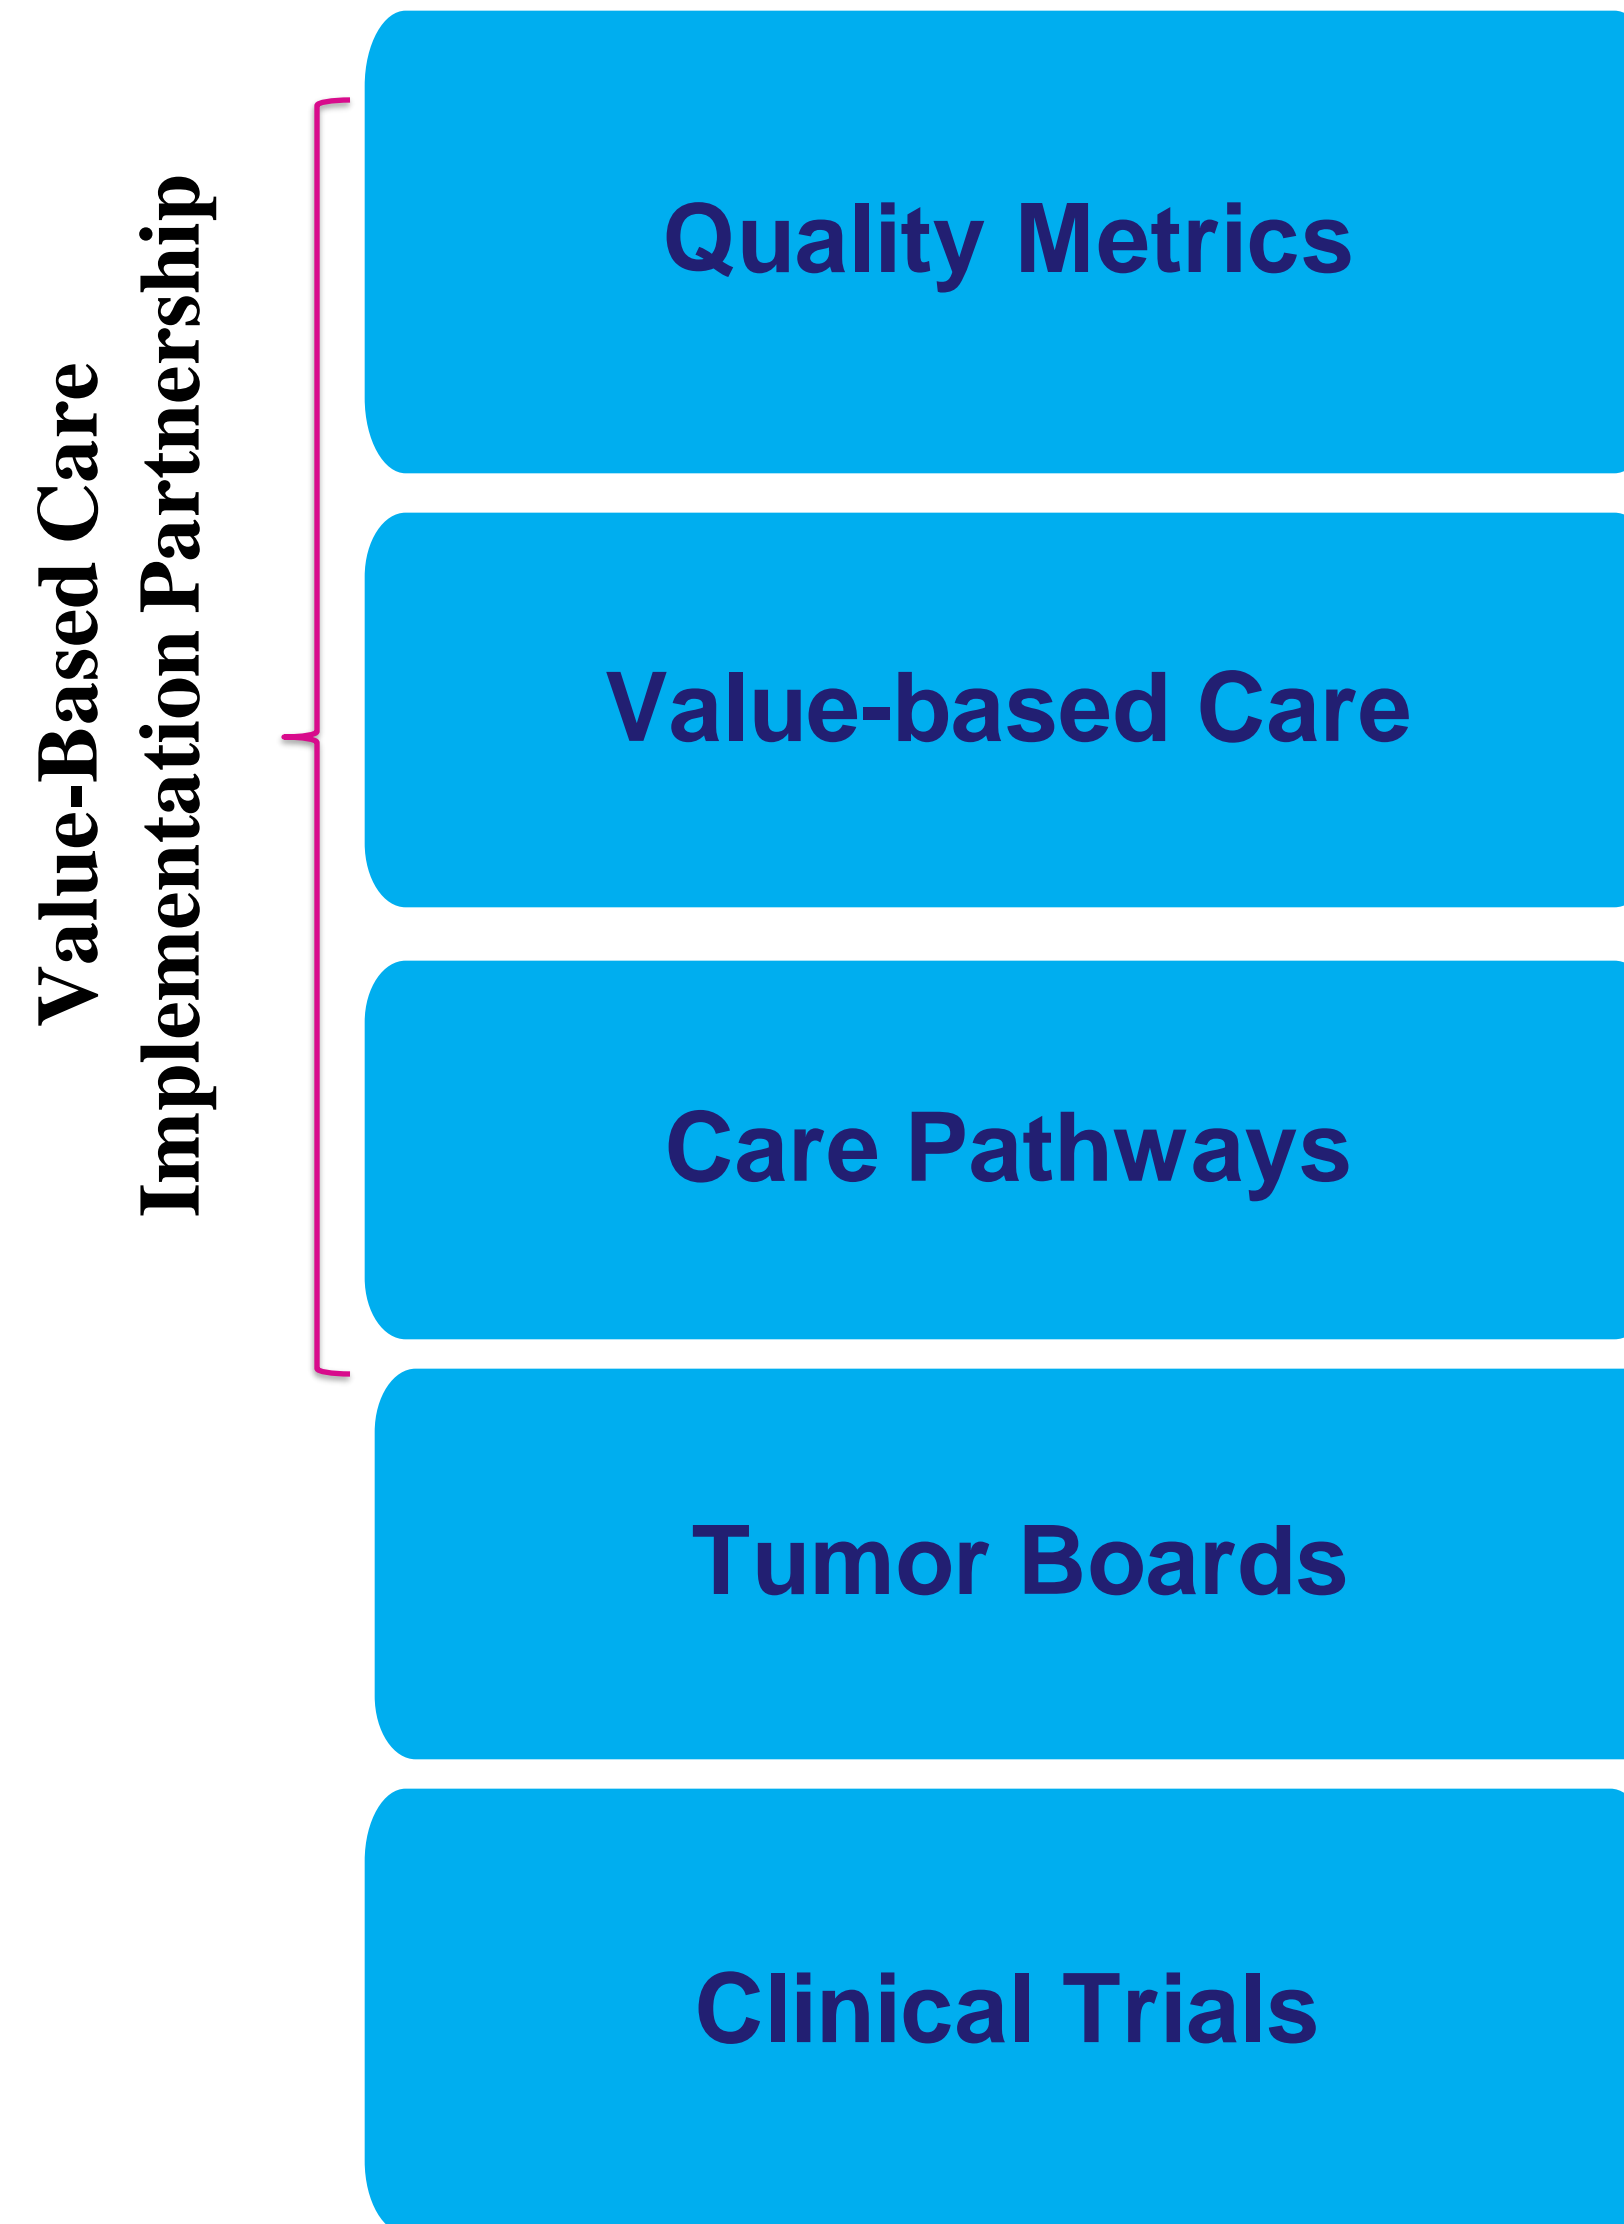 Value-Based Care
Implementation Partnership
Quality Metrics
Value-based Care
Care Pathways
Tumor Boards
Clinical Trials